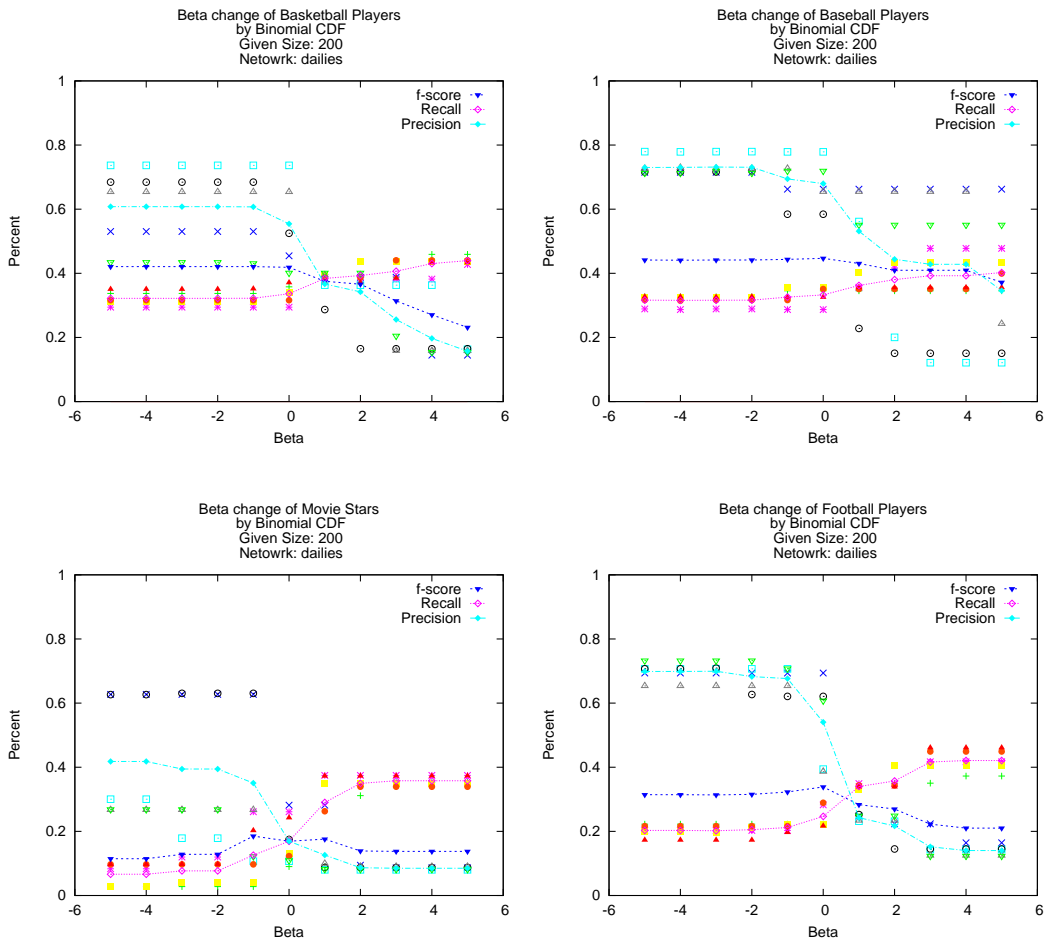 Beta change of Basketball Players
by Binomial CDF
Given Size: 200
Netowrk: dailies
1
0.8
0.6
0.4
0.2
0
Percent
-6 -4 -2 0 2 4 6
Beta
f-score
Recall
Precision
Beta change of Baseball Players
by Binomial CDF
Given Size: 200
Netowrk: dailies
1
0.8
0.6
0.4
0.2
0
Percent
-6 -4 -2 0 2 4 6
Beta
f-score
Recall
Precision
Beta change of Movie Stars
by Binomial CDF
Given Size: 200
Netowrk: dailies
1
0.8
0.6
0.4
0.2
0
Percent
-6 -4 -2 0 2 4 6
Beta
f-score
Recall
Precision
Beta change of Football Players
by Binomial CDF
Given Size: 200
Netowrk: dailies
1
0.8
0.6
0.4
0.2
0
Percent
-6 -4 -2 0 2 4 6
Beta
f-score
Recall
Precision